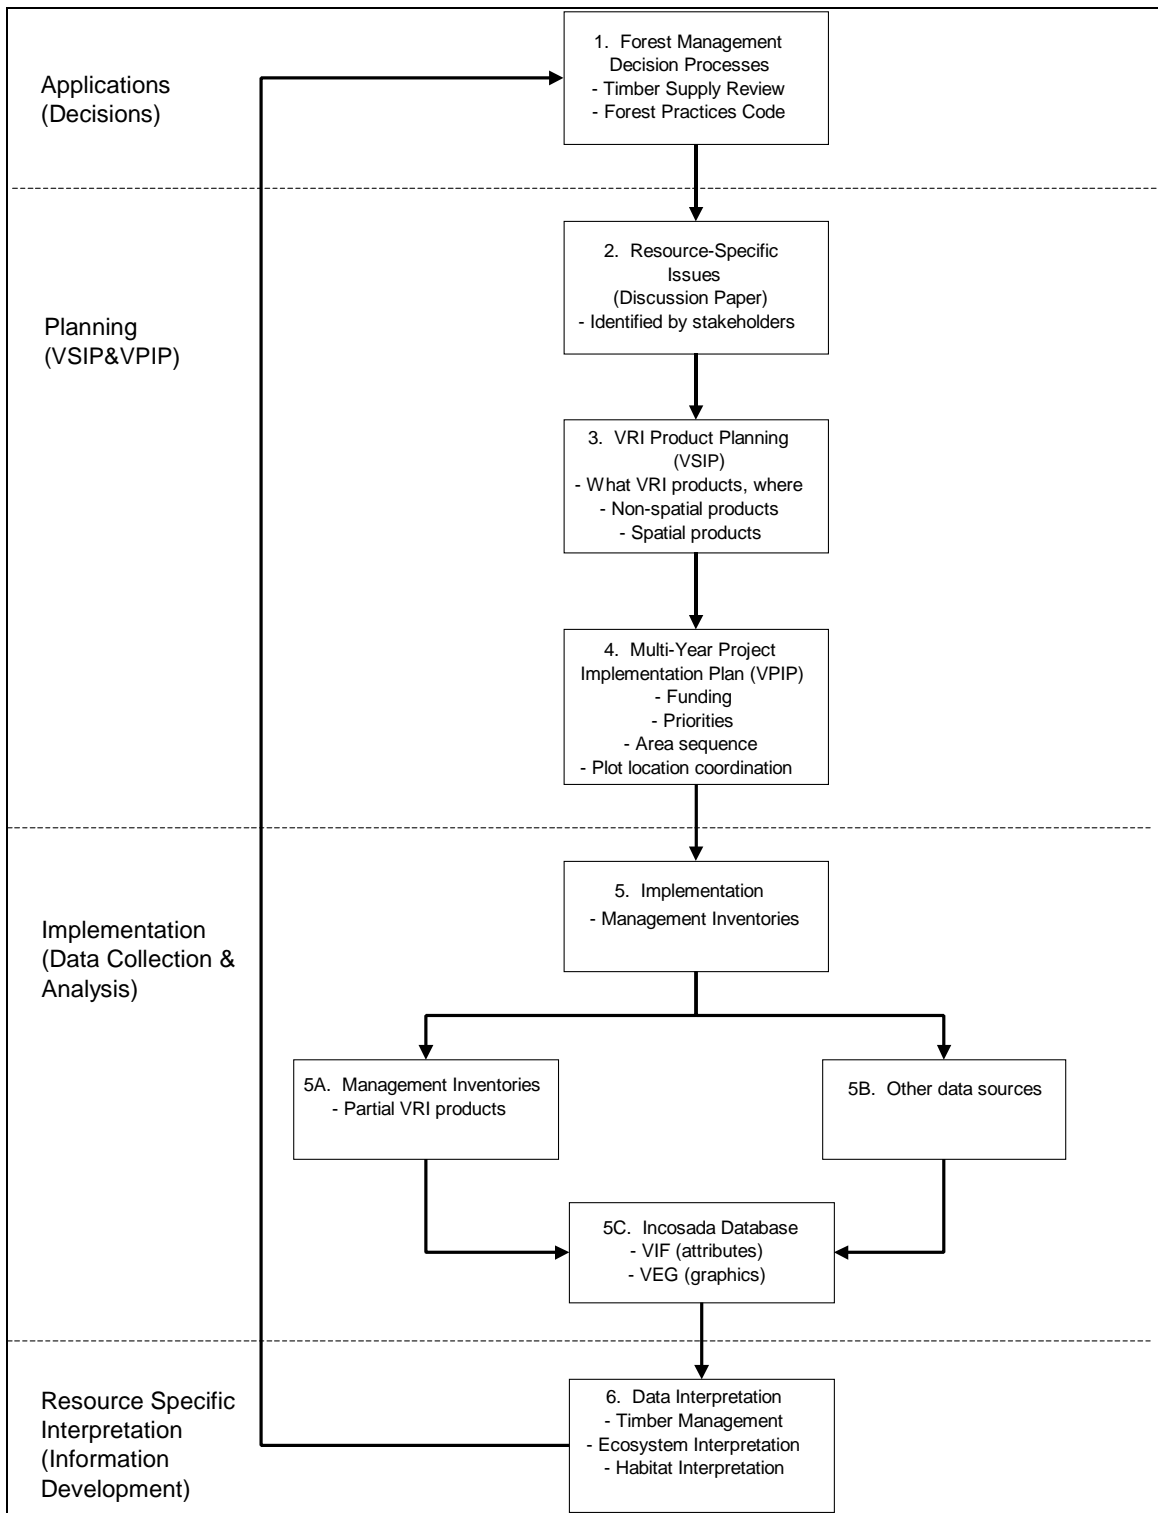 Applications
(Decisions)
1. Forest Management
Decision Processes
- Timber Supply Review
- Forest Practices Code
Planning
(VSIP&VPIP)
2. Resource-Specific
Issues
(Discussion Paper)
- Identified by stakeholders
3. VRI Product Planning
(VSIP)
- What VRI products, where
- Non-spatial products
- Spatial products
4. Multi-Year Project
Implementation Plan (VPIP)
- Funding
- Priorities
- Area sequence
- Plot location coordination
Implementation
(Data Collection &
Analysis)
5. Implementation
- Management Inventories
5A. Management Inventories
- Partial VRI products
5B. Other data sources
5C. Incosada Database
- VIF (attributes)
- VEG (graphics)
Resource Specific
Interpretation
(Information
Development)
6. Data Interpretation
- Timber Management
- Ecosystem Interpretation
- Habitat Interpretation